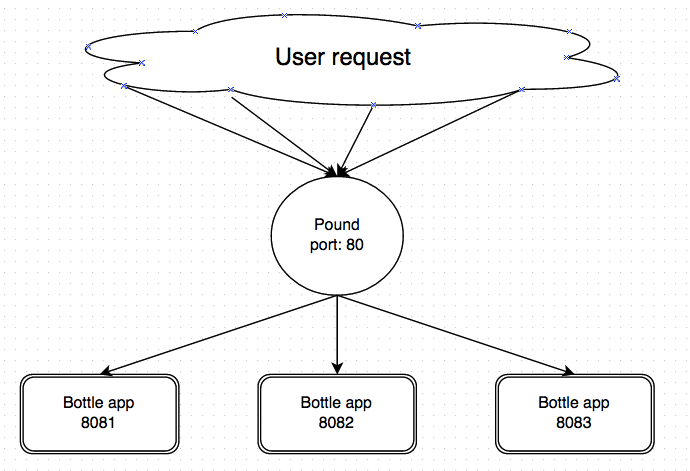 User request
Pound
port: 80
Bottle app
8081
Bottle app
8082
Bottle app
8083